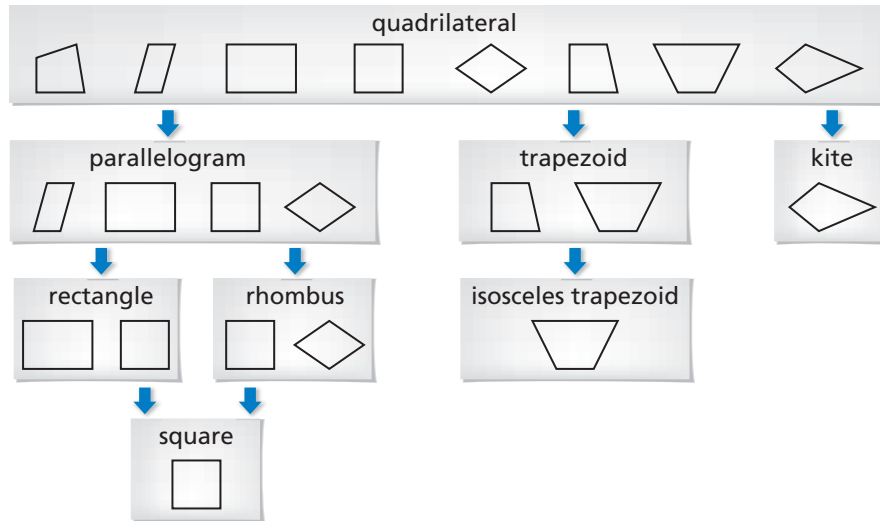 quadrilateral
parallelogram
trapezoid
kite
rectangle
rhombus
isosceles trapezoid
square